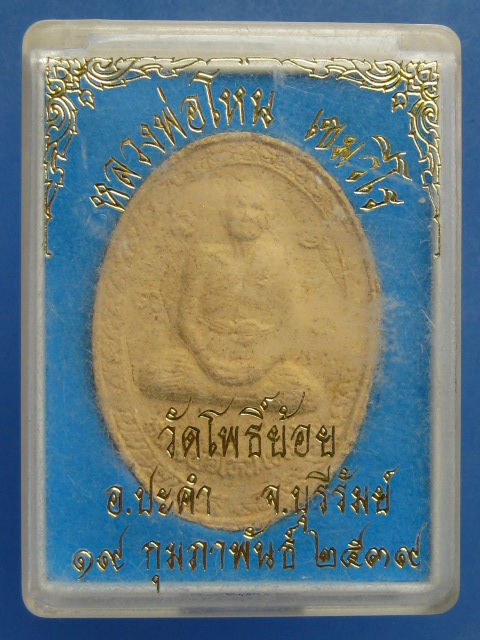 หลวงพ่อโหน เขมวีโร
วัดโพธิ์ย้อย
อ.ปะคำ จ.บุรีรัมย์
๑๙ กุมภาพันธ์ ๒๕๓๙